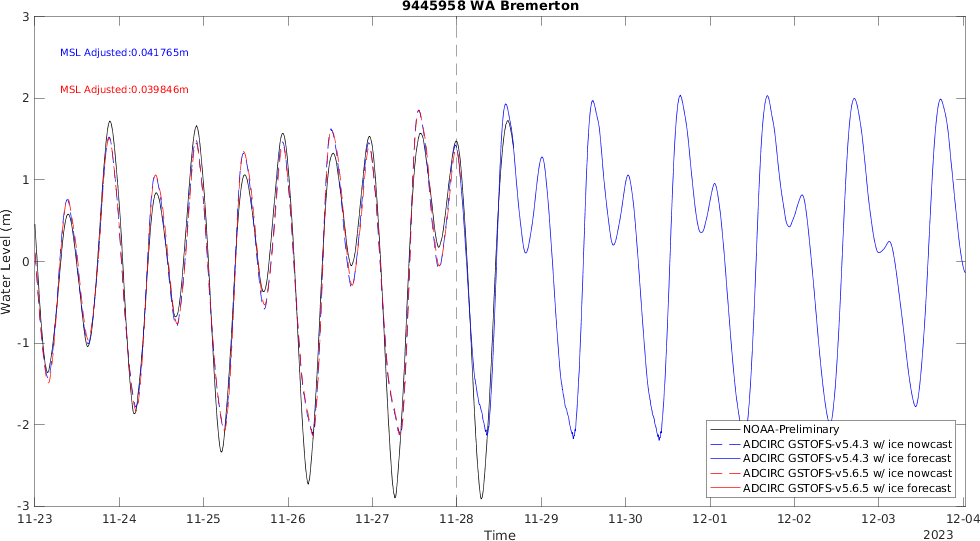 9445958 WA Bremerton
3
MSL Adjusted:0.041765m
MSL Adjusted:0.039846m
2
1
0
-1
-2
-3
Water Level (m)
NOAA-Preliminary
ADCIRC GSTOFS-v5.4.3 w/ ice nowcast
ADCIRC GSTOFS-v5.4.3 w/ ice forecast
ADCIRC GSTOFS-v5.6.5 w/ ice nowcast
ADCIRC GSTOFS-v5.6.5 w/ ice forecast
11-23 11-24 11-25 11-26 11-27 11-28 11-29 11-30 12-01 12-02 12-03 12-04
Time
2023